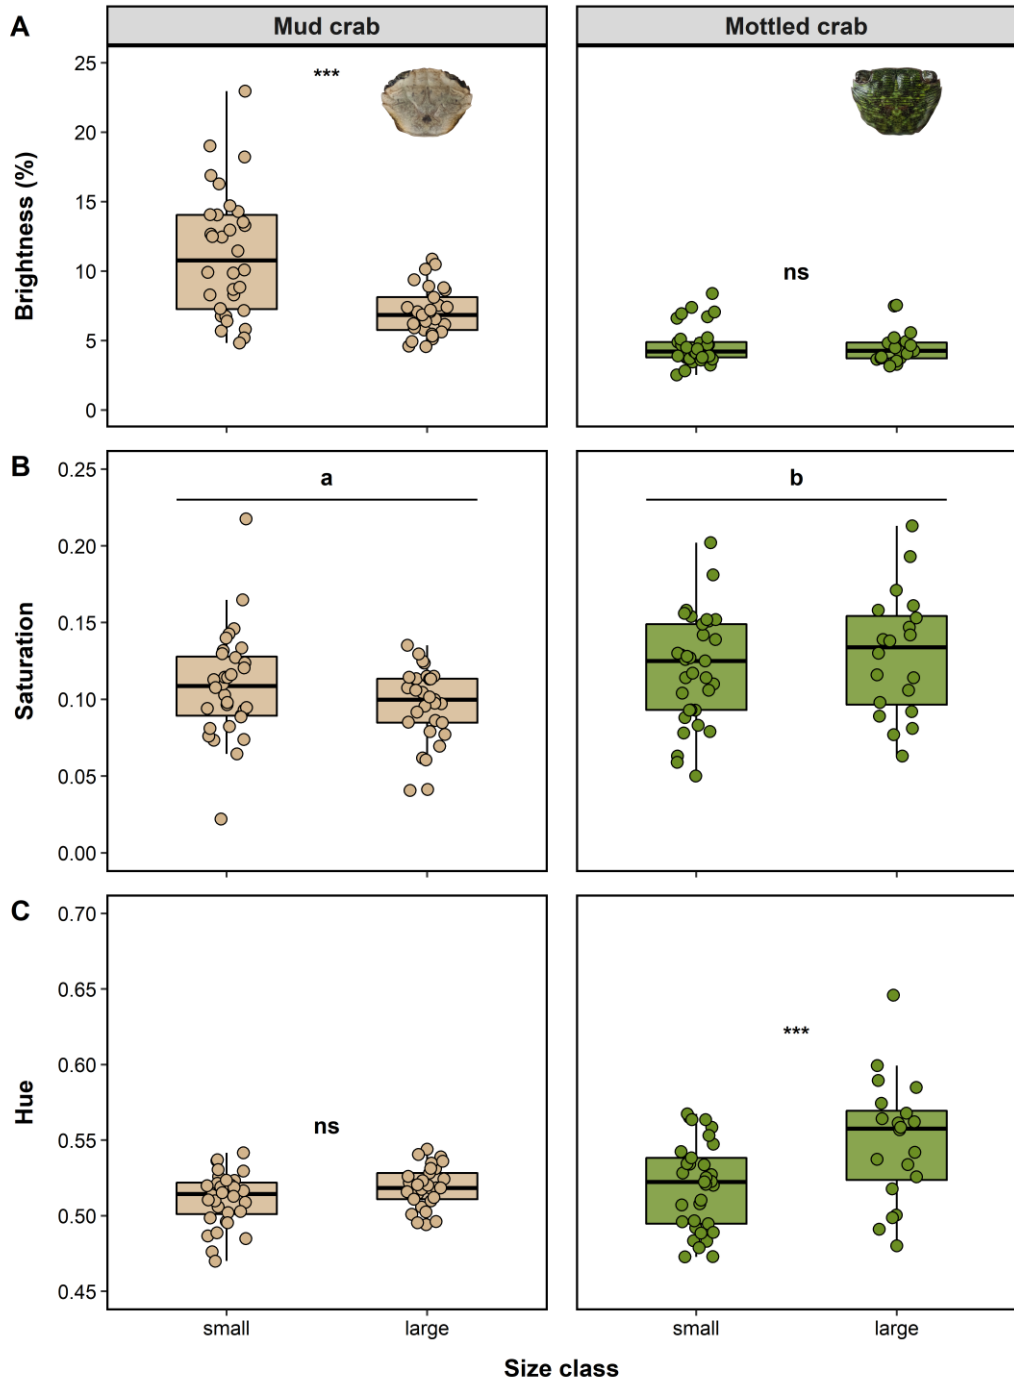 A
Mud crab
Mottled crab
Brightness (%)
25
20
15
10
5
0
***
ns
B
Saturation
0.25
0.20
0.15
0.10
0.05
0.00
a
b
C
Hue
0.70
0.65
0.60
0.55
0.50
0.45
ns
***
small
large
small
large
Size class